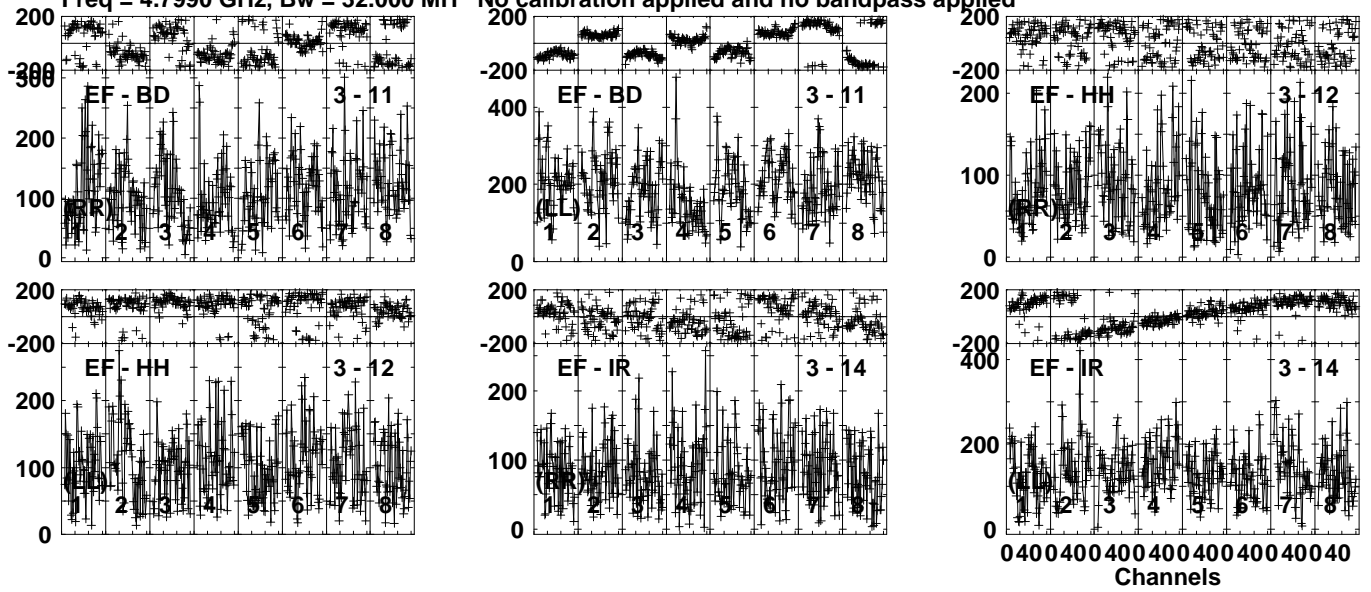 Freq = 4.7990 GHz, Bw = 32.000 MH No calibration applied and no bandpass applied
200
-200
300
200
100
0
EF - BD 3 - 11
(RR)
1 2 3 4 5 6 7 8
200
-200
400
200
0
EF - BD 3 - 11
(LL)
1 2 3 4 5 6 7 8
200
-200
200
100
0
EF - HH 3 - 12
(RR)
1 2 3 4 5 6 7 8
200
-200
200
100
0
EF - HH 3 - 12
(LL)
1 2 3 4 5 6 7 8
200
-200
200
100
0
EF - IR 3 - 14
(RR)
1 2 3 4 5 6 7 8
200
-200
400
200
0
EF - IR 3 - 14
(LL)
1 2 3 4 5 6 7 8
0 40 0 40 0 40 0 40 0 40 0 40 0 40 0 40
Channels